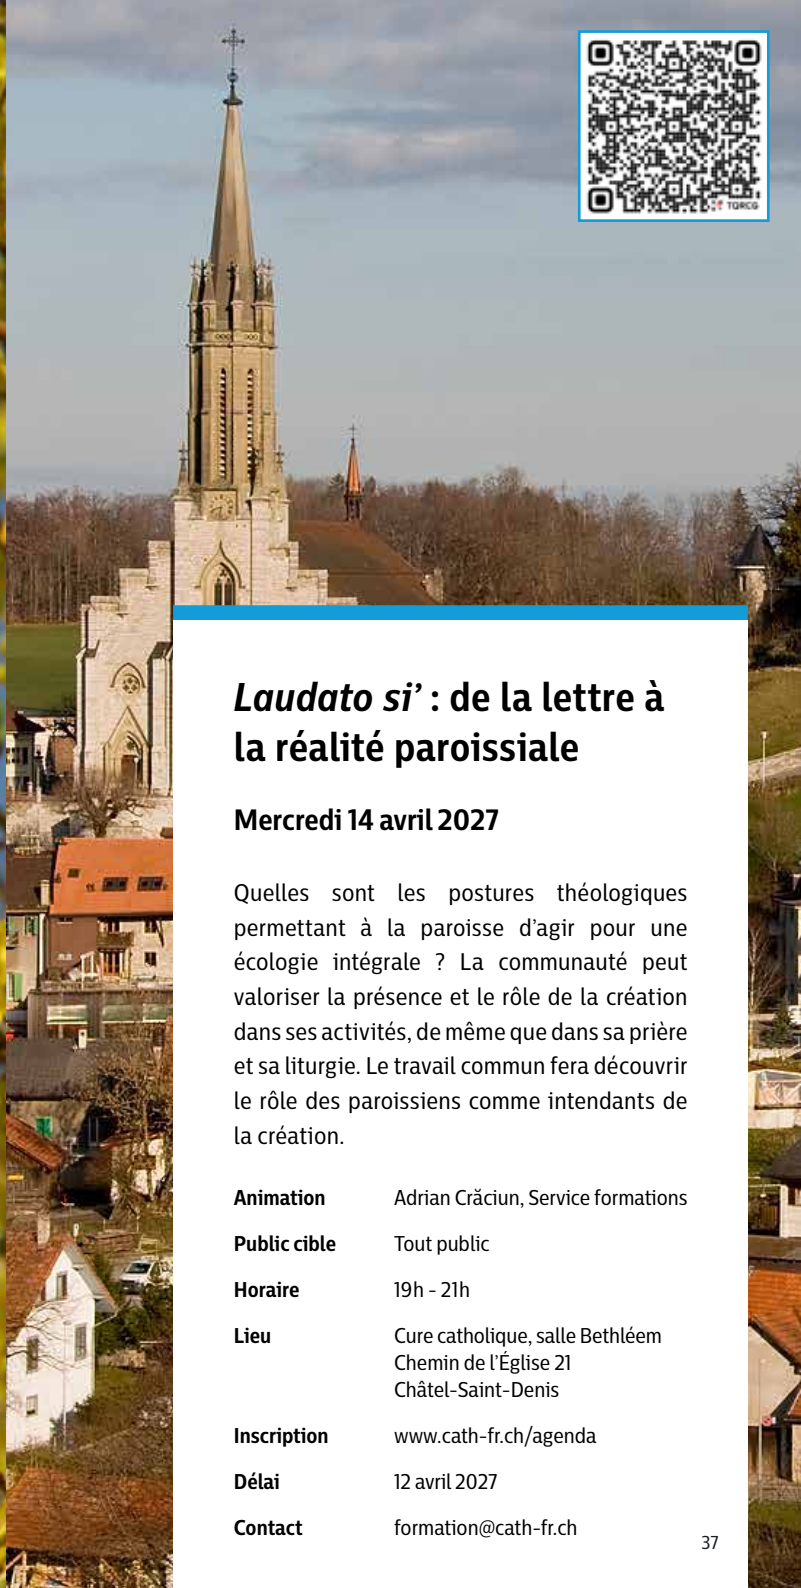 TQRCG
Laudato si’ : de la lettre à
la réalité paroissiale
Mercredi 14 avril 2027
Quelles sont les postures théologiques
permettant à la paroisse d’agir pour une
écologie intégrale ? La communauté peut
valoriser la présence et le rôle de la création
dans ses activités, de même que dans sa prière
et sa liturgie. Le travail commun fera découvrir
le rôle des paroissiens comme intendants de
la création.
Animation Adrian Crăciun, Service formations
Public cible Tout public
Horaire 19h - 21h
Lieu Cure catholique, salle Bethléem
Chemin de l’Église 21
Châtel-Saint-Denis
Inscription www.cath-fr.ch/agenda
Délai 12 avril 2027
Contact formation@cath-fr.ch
37